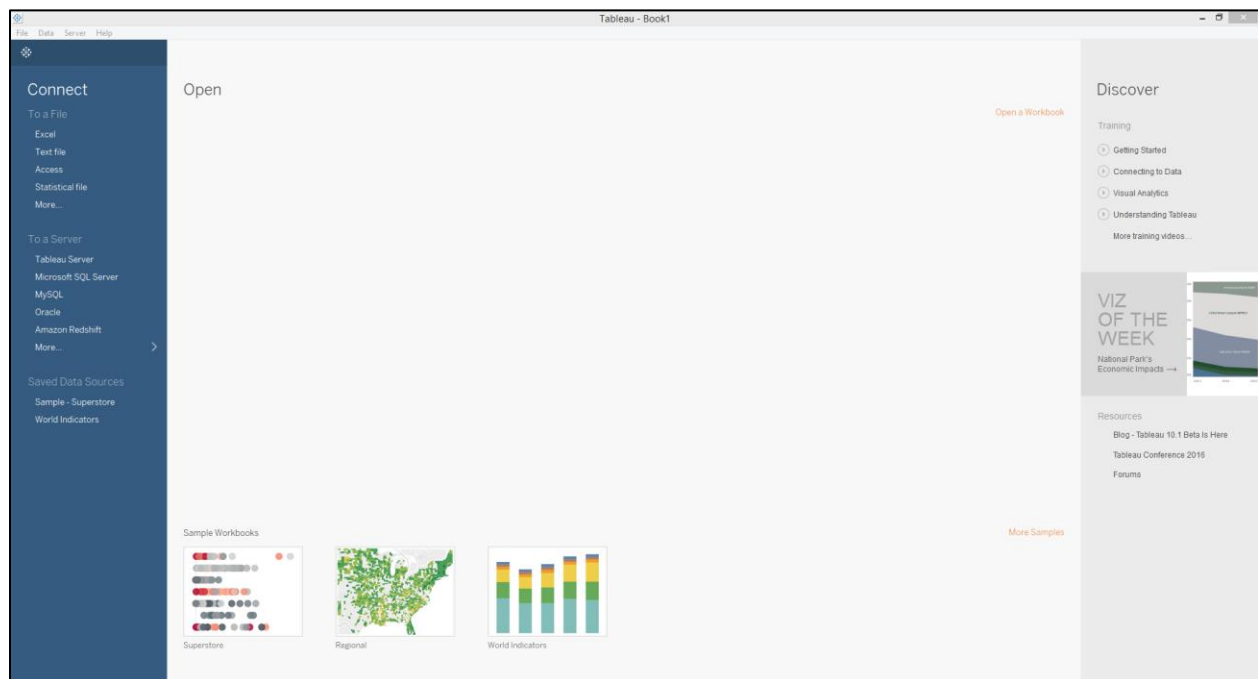 Tableau - Book1
File Data Server Help
Connect
To a File
Excel
Text file
Access
Statistical file
More...
To a Server
Tableau Server
Microsoft SQL Server
MySQL
Oracle
Amazon Redshift
More...
Saved Data Sources
Sample - Superstore
World Indicators
Open
Open a Workbook
Sample Workbooks
More Samples
Superstore
Regional
World Indicators
Discover
Training
Getting Started
Connecting to Data
Visual Analytics
Understanding Tableau
More training videos...
VIZ
OF THE
WEEK
National Park's
Economic Impacts →
Resources
Blog - Tableau 10.1 Beta Is Here
Tableau Conference 2016
Forums